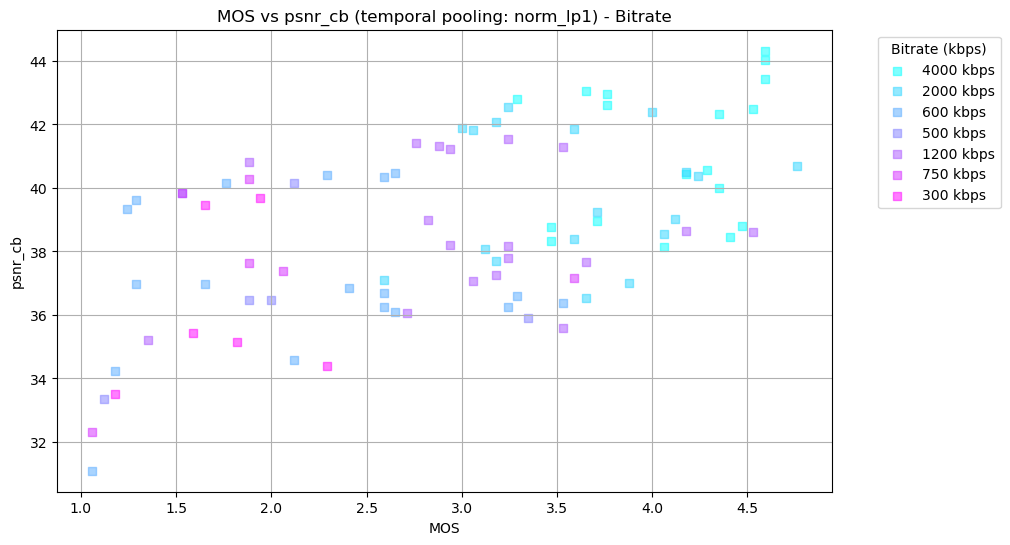 MOS vs psnr_cb (temporal pooling: norm_lp1) - Bitrate
Bitrate (kbps)
4000 kbps
2000 kbps
600 kbps
500 kbps
1200 kbps
750 kbps
300 kbps
psnr_cb
44
42
40
38
36
34
32
1.0 1.5 2.0 2.5 3.0 3.5 4.0 4.5
MOS